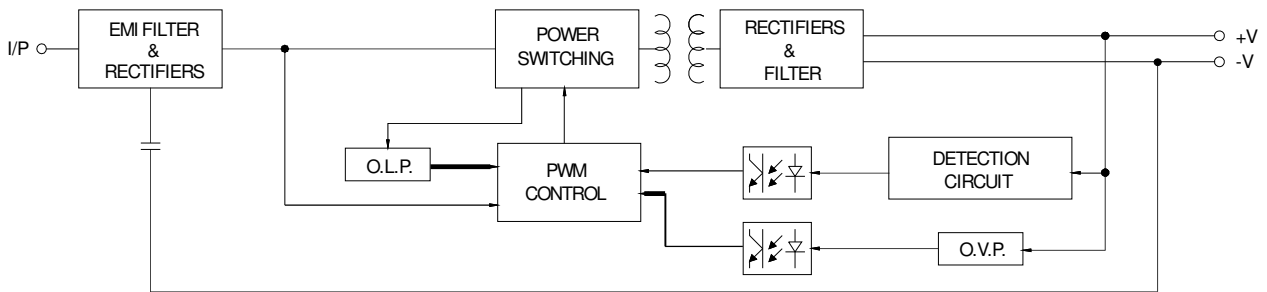 I/P
EMI FILTER
&
RECTIFIERS
POWER
SWITCHING
RECTIFIERS
&
FILTER
+V
-V
O.L.P.
PWM
CONTROL
DETECTION
CIRCUIT
O.V.P.